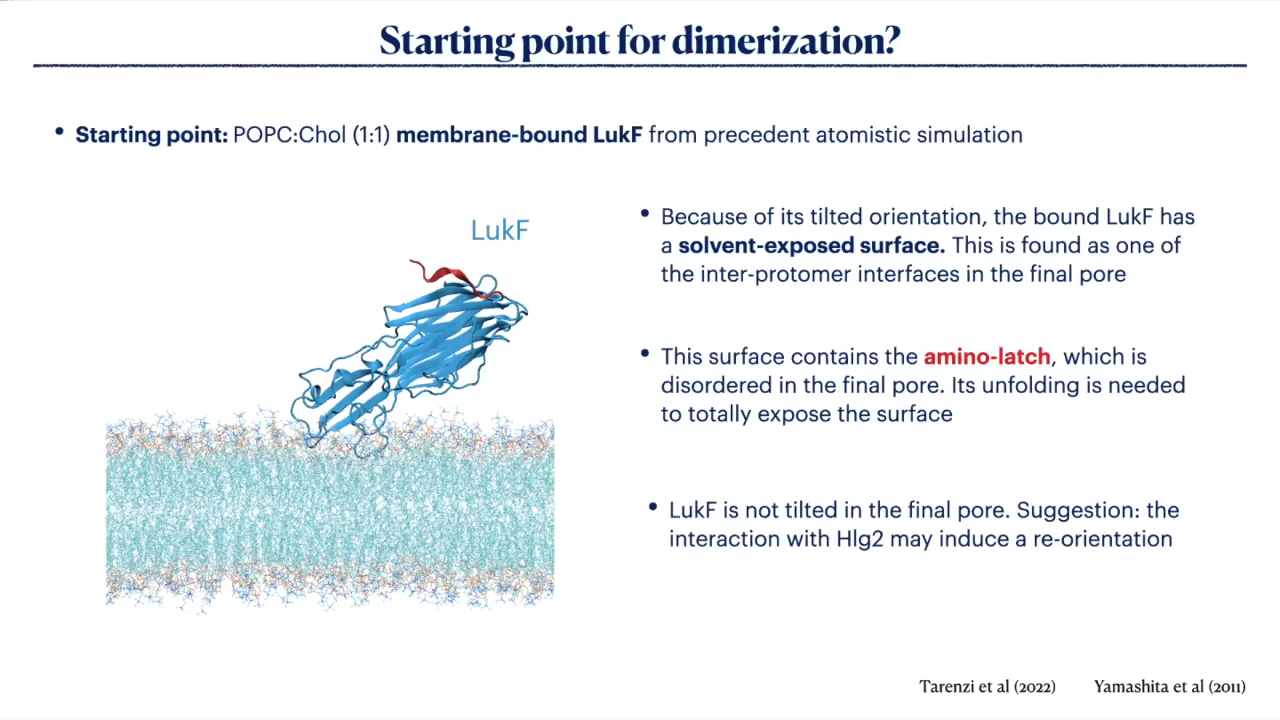 Starting point for dimerization?
• Starting point: POPC:Chol (1:1) membrane-bound LukF from precedent atomistic simulation
LukF
• Because of its tilted orientation, the bound LukF has
a solvent-exposed surface. This is found as one of
the inter-protomer interfaces in the final pore
• This surface contains the amino-latch, which is
disordered in the final pore. Its unfolding is needed
to totally expose the surface
• LukF is not tilted in the final pore. Suggestion: the
interaction with Hlg2 may induce a re-orientation
Tarenzi et al (2022) Yamashita et al (2011)